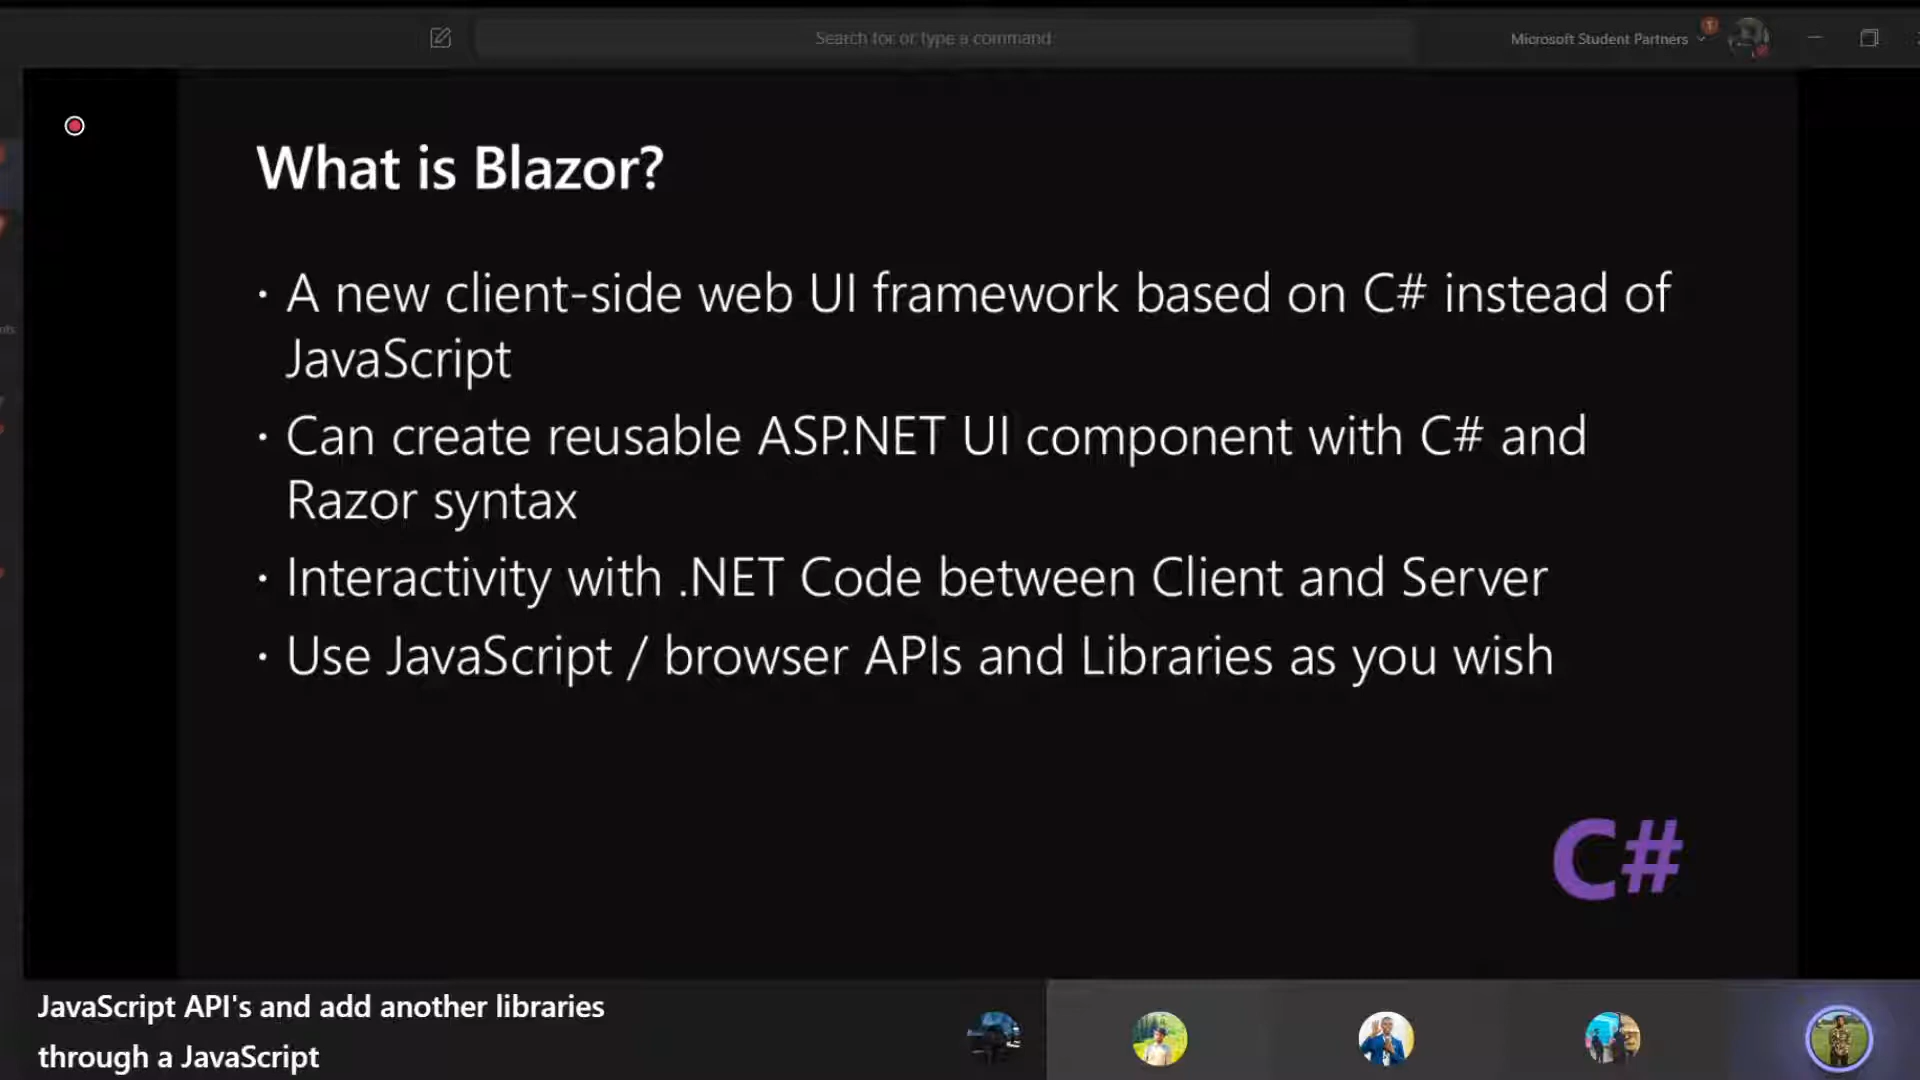 Search for or type a command
Microsoft Student Partners
What is Blazor?
· A new client-side web UI framework based on C# instead of
JavaScript
· Can create reusable ASP.NET UI component with C# and
Razor syntax
· Interactivity with .NET Code between Client and Server
· Use JavaScript / browser APIs and Libraries as you wish
C#
JavaScript API's and add another libraries
through a JavaScript